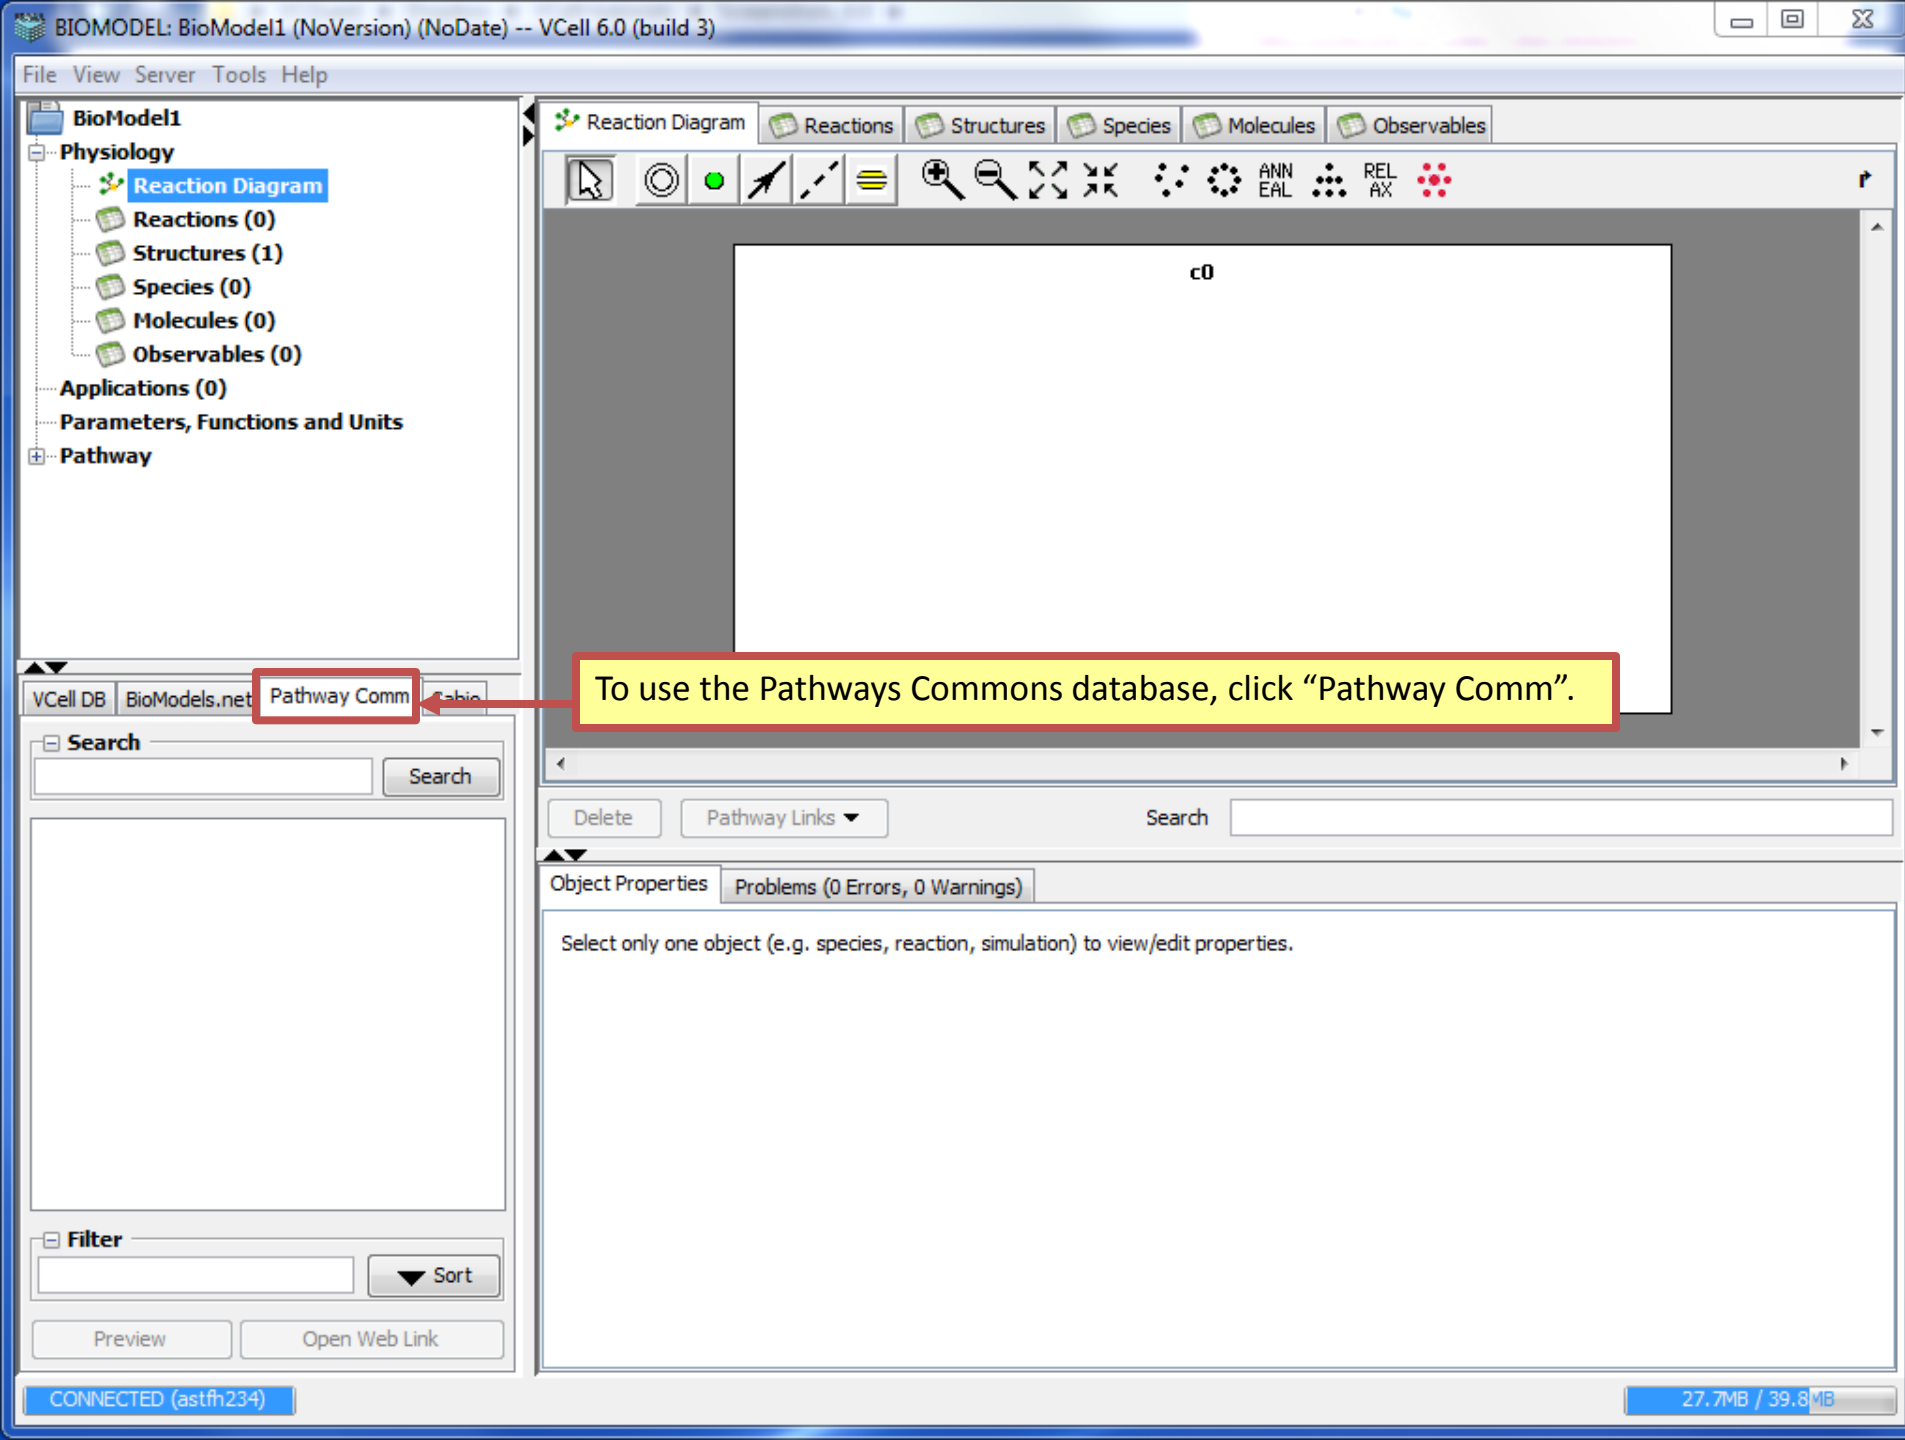 BIOMODEL: BioModel1 (NoVersion) (NoDate) -- VCell 6.0 (build 3)
File View Server Tools Help
BioModel1
Physiology
Reaction Diagram
Reactions (0)
Structures (1)
Species (0)
Molecules (0)
Observables (0)
Applications (0)
Parameters, Functions and Units
Pathway
Reaction Diagram Reactions Structures Species Molecules Observables
ANN EAL
REL AX
c0
To use the Pathways Commons database, click “Pathway Comm”.
VCell DB BioModels.net Pathway Comm Sabio
Search
Search
Filter
Sort
Preview Open Web Link
Delete Pathway Links Search
Object Properties Problems (0 Errors, 0 Warnings)
Select only one object (e.g. species, reaction, simulation) to view/edit properties.
CONNECTED (astfh234)
27.7MB / 39.8MB